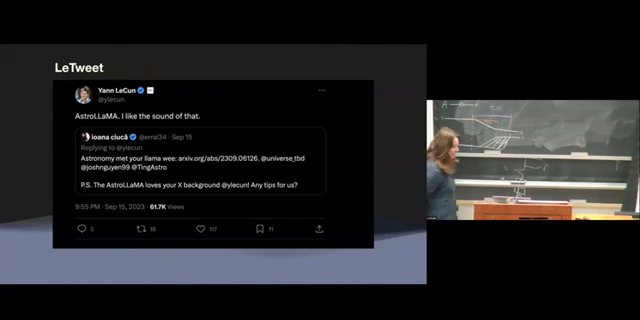 LeTweet
Yann LeCun
@ylecun
AstroLLaMA. I like the sound of that.
ioana ciucă @errai34 · Sep 15
Replying to @ylecun
Astronomy met your llama wee: arxiv.org/abs/2309.06126. @universe_tbd
@joshnguyen99 @TingAstro
P.S. The AstroLLaMA loves your X background @ylecun! Any tips for us?
9:55 PM · Sep 15, 2023 · 61.7K Views
5 18 117 11